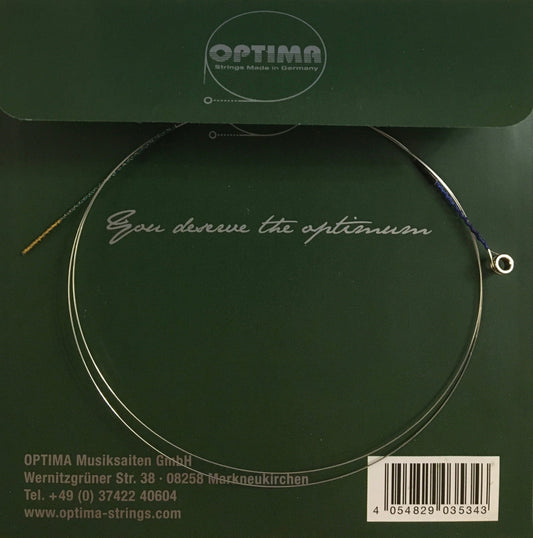 OPTIMA
Strings Made in Germany
You deserve the optimum
OPTIMA Musiksaiten GmbH
Wernitzgrüner Str. 38 · 08258 Markneukirchen
Tel. +49 (0) 37422 40604
www.optima-strings.com
4 054829 035343